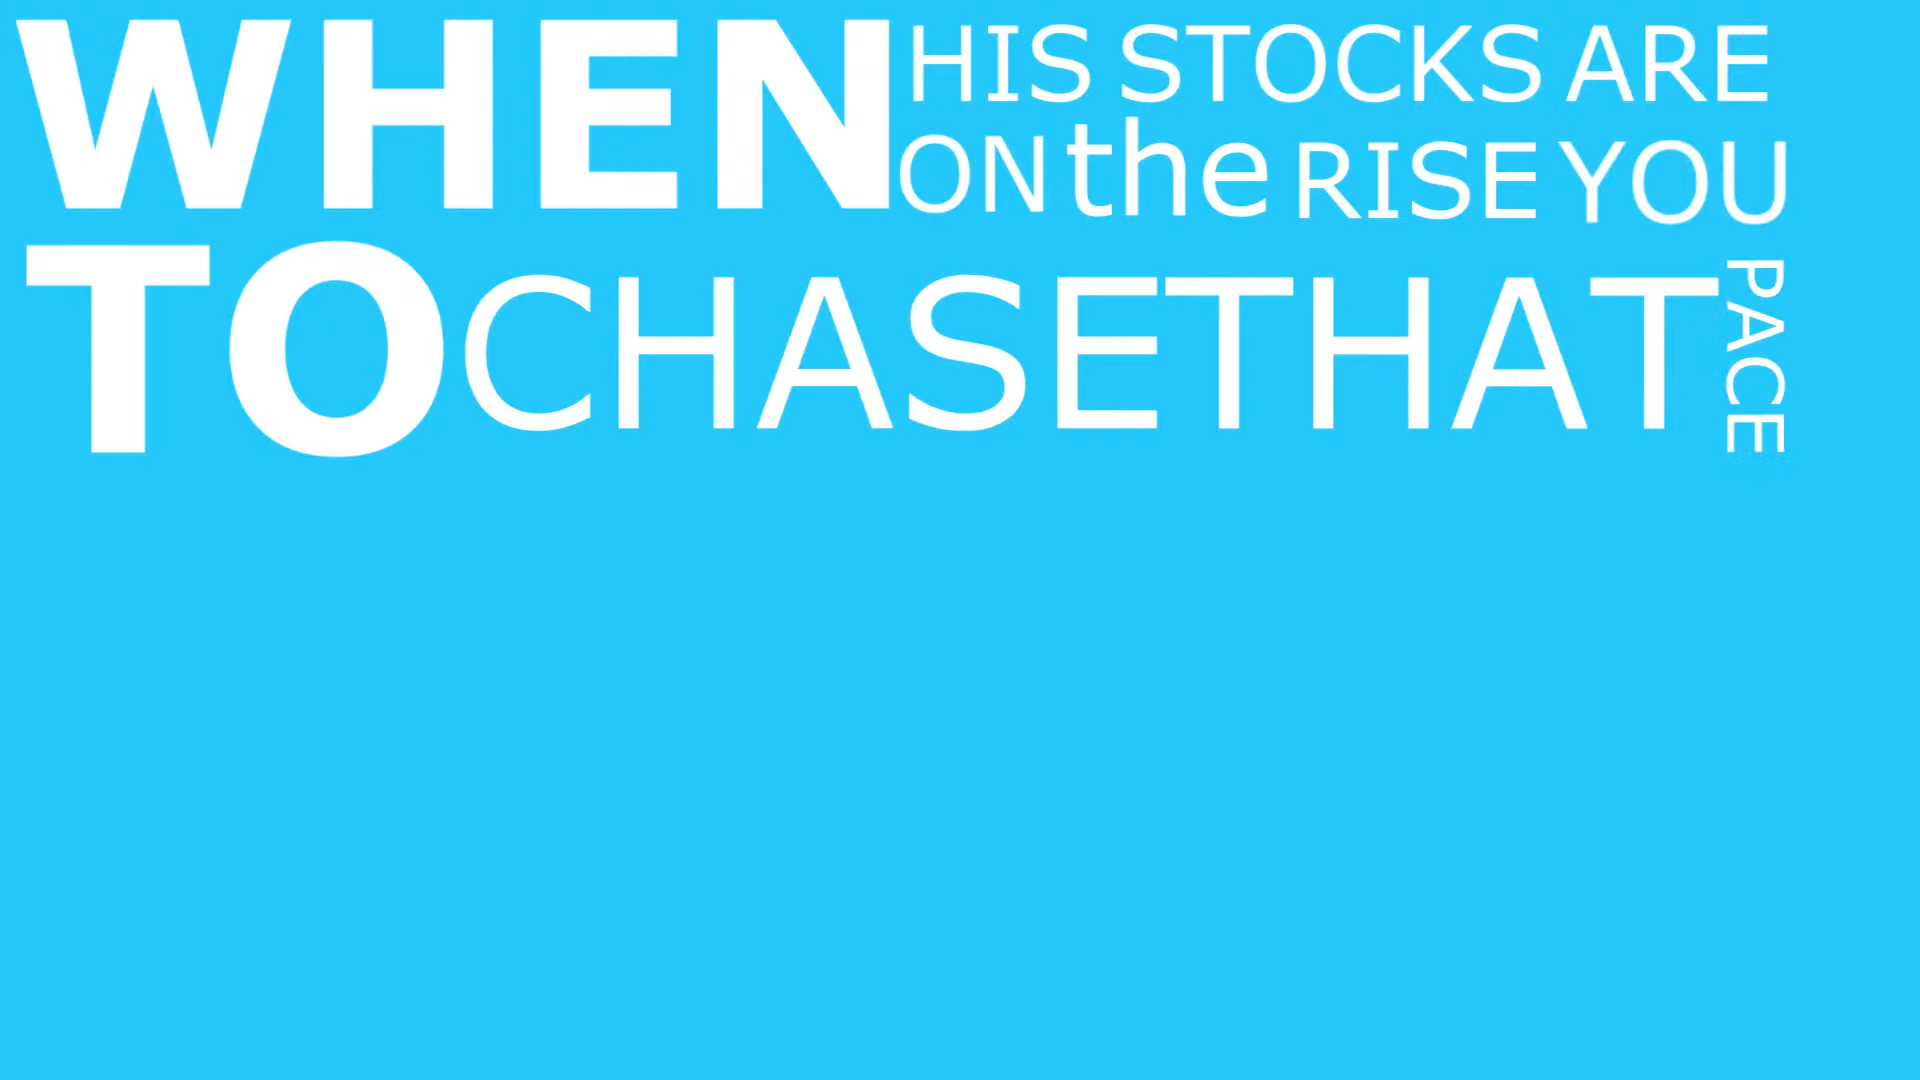 WHEN HIS STOCKS ARE
ON the RISE YOU
TO CHASE THAT PACE